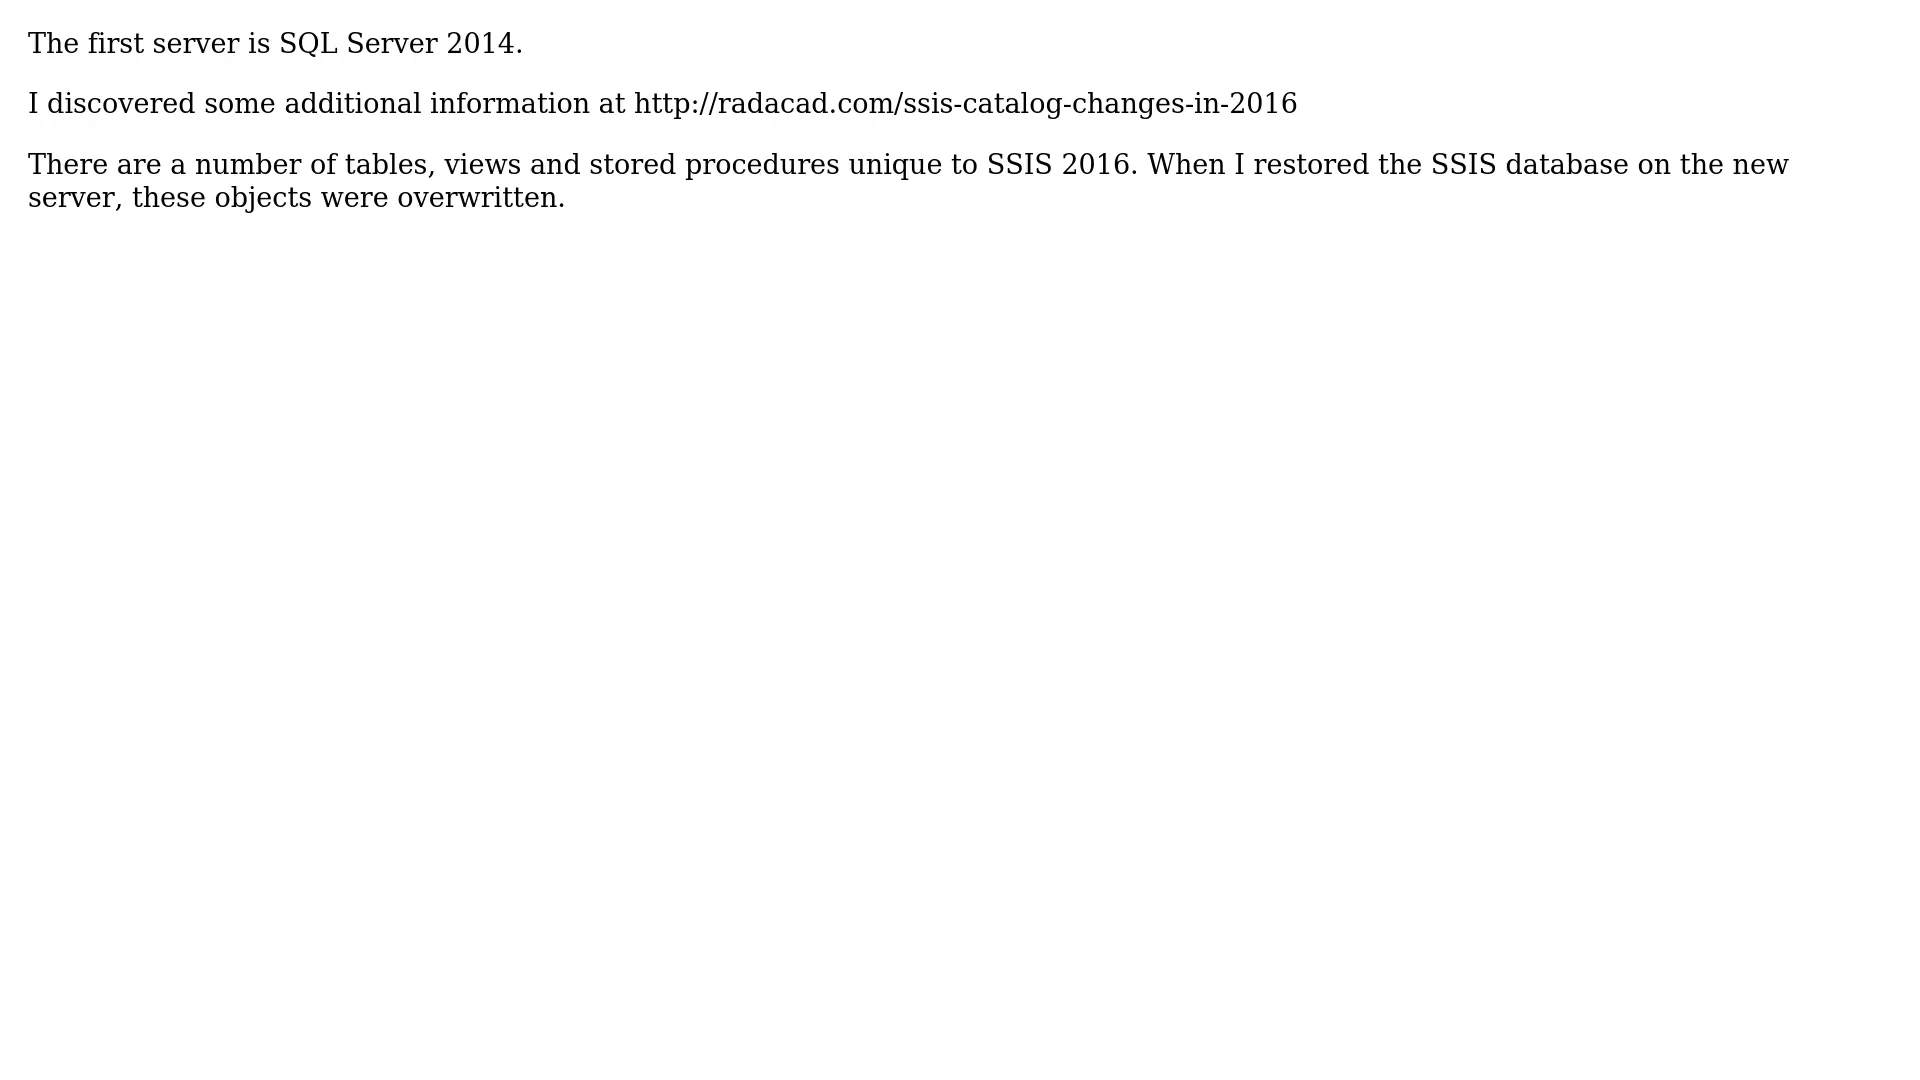 The first server is SQL Server 2014.
I discovered some additional information at http://radacad.com/ssis-catalog-changes-in-2016
There are a number of tables, views and stored procedures unique to SSIS 2016. When I restored the SSIS database on the new
server, these objects were overwritten.